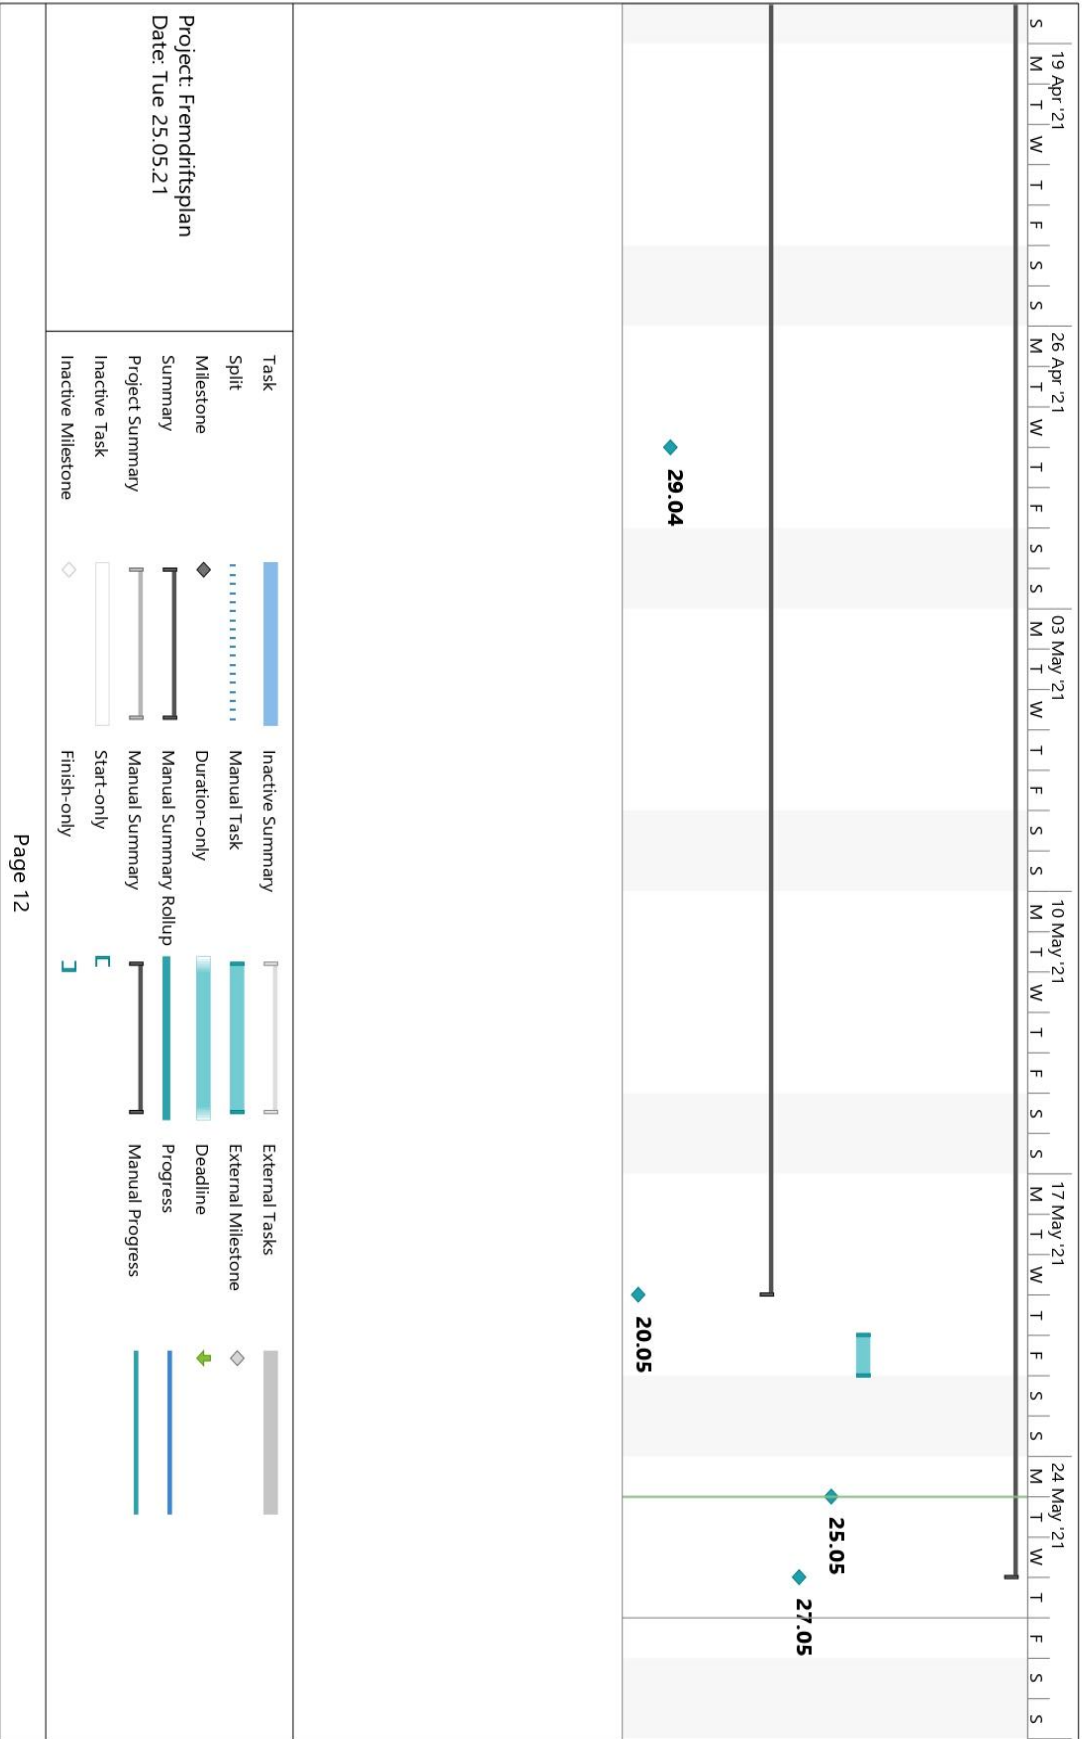 19 Apr '21 26 Apr '21 03 May '21 10 May '21 17 May '21 24 May '21
S M T W T F S S M T W T F S S M T W T F S S M T W T F S S M T W T F S S M T W T F S S
25.05
27.05
29.04
20.05
Project: Fremdriftsplan
Date: Tue 25.05.21
Task Inactive Summary External Tasks
Split Manual Task External Milestone
Milestone Duration-only Deadline
Summary Manual Summary Rollup Progress
Project Summary Manual Summary Manual Progress
Inactive Task Start-only
Inactive Milestone Finish-only
Page 12